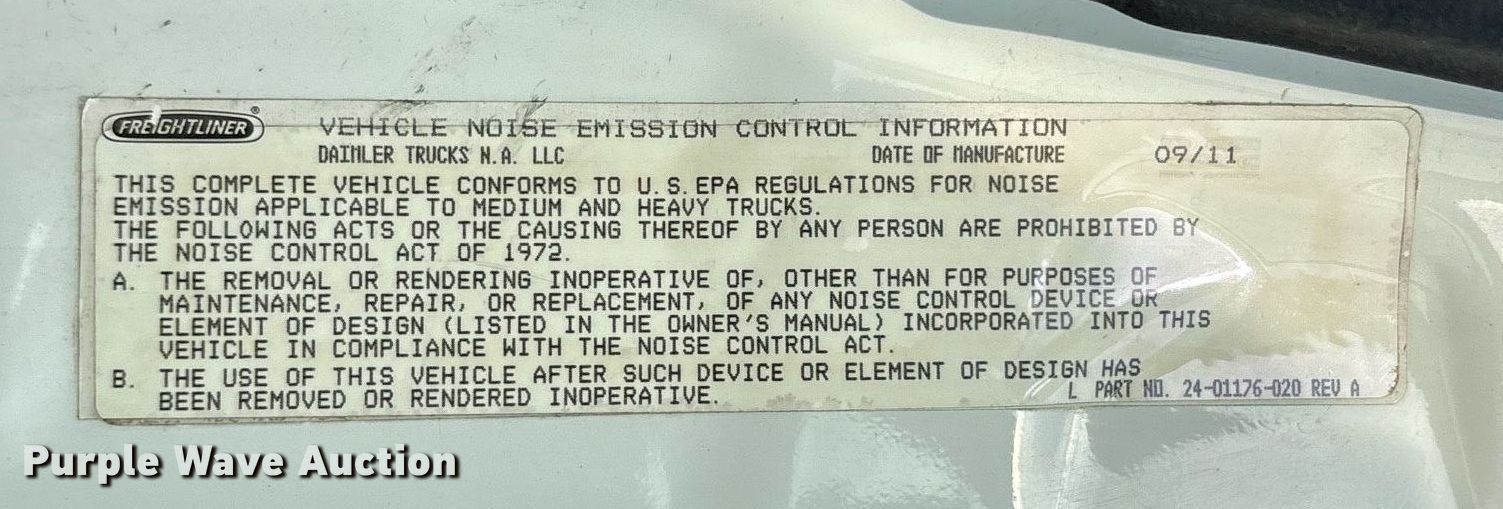 FREIGHTLINER®
VEHICLE NOISE EMISSION CONTROL INFORMATION
DAIMLER TRUCKS N.A. LLC DATE OF MANUFACTURE 09/11
THIS COMPLETE VEHICLE CONFORMS TO U.S. EPA REGULATIONS FOR NOISE
EMISSION APPLICABLE TO MEDIUM AND HEAVY TRUCKS.
THE FOLLOWING ACTS OR THE CAUSING THEREOF BY ANY PERSON ARE PROHIBITED BY
THE NOISE CONTROL ACT OF 1972.
A. THE REMOVAL OR RENDERING INOPERATIVE OF, OTHER THAN FOR PURPOSES OF
MAINTENANCE, REPAIR, OR REPLACEMENT, OF ANY NOISE CONTROL DEVICE OR
ELEMENT OF DESIGN (LISTED IN THE OWNER'S MANUAL) INCORPORATED INTO THIS
VEHICLE IN COMPLIANCE WITH THE NOISE CONTROL ACT.
B. THE USE OF THIS VEHICLE AFTER SUCH DEVICE OR ELEMENT OF DESIGN HAS
BEEN REMOVED OR RENDERED INOPERATIVE.
L PART NO. 24-01176-020 REV A
Purple Wave Auction